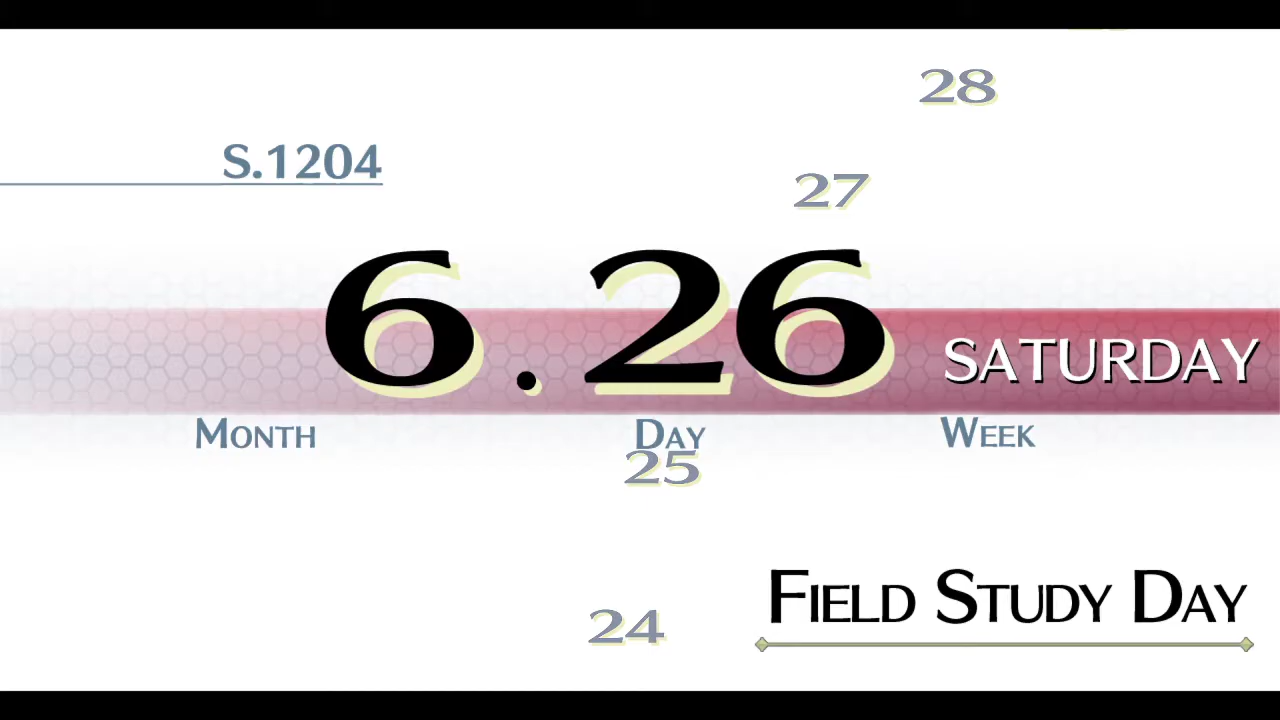 28
S.1204
27
6.26
SATURDAY
MONTH
DAY
WEEK
25
FIELD STUDY DAY
24